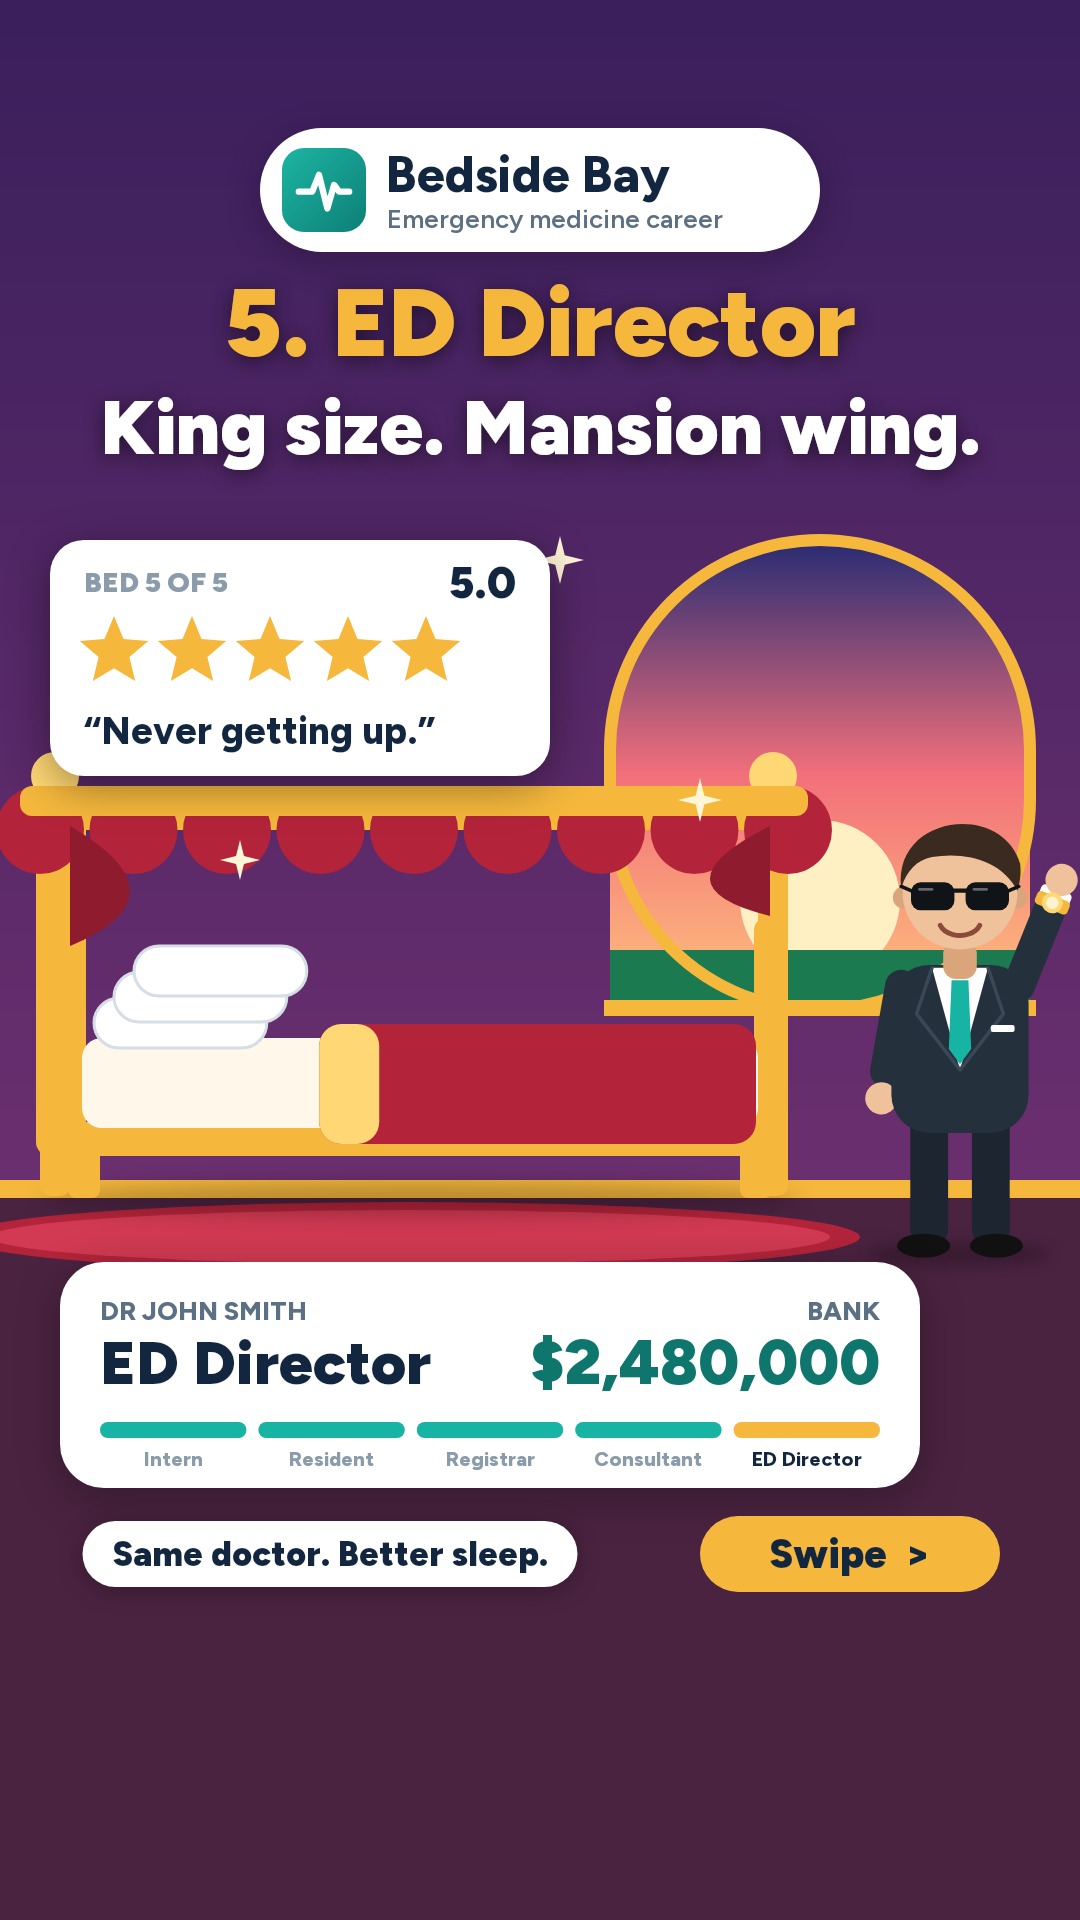 Bedside Bay
Emergency medicine career
5. ED Director
King size. Mansion wing.
BED 5 OF 5 5.0
“Never getting up.”
DR JOHN SMITH BANK
ED Director $2,480,000
Intern Resident Registrar Consultant ED Director
Same doctor. Better sleep. Swipe >